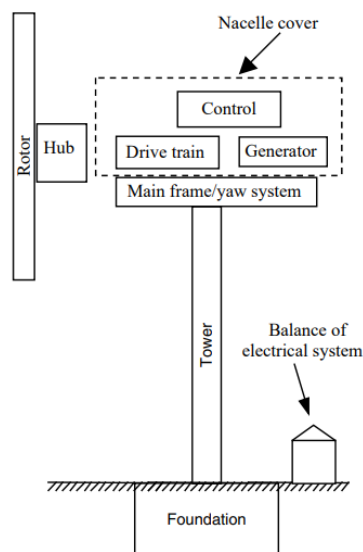 Nacelle cover
Control
Rotor
Hub
Drive train
Generator
Main frame/yaw system
Tower
Balance of
electrical system
Foundation